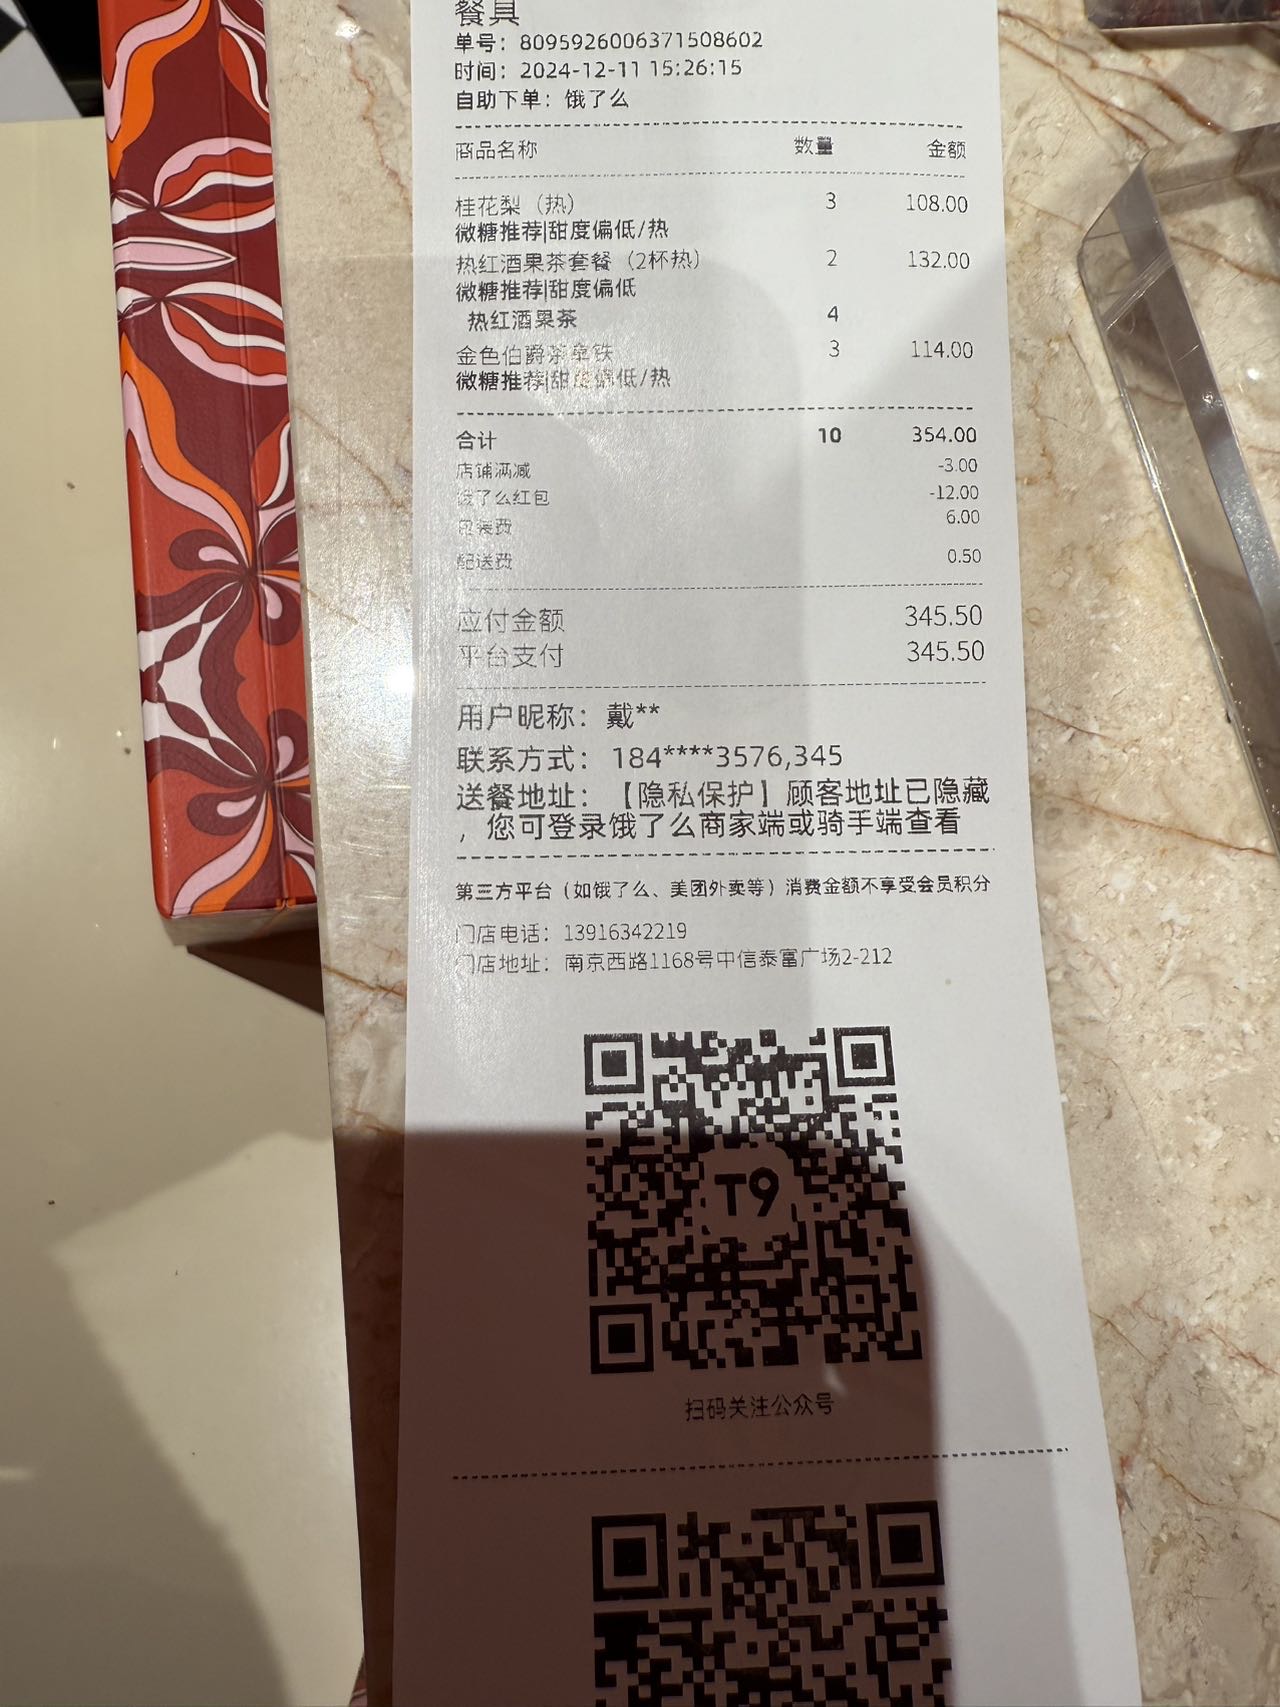 餐具
单号：8095926006371508602
时间：2024-12-11 15:26:15
自助下单：饿了么
商品名称 数量 金额
桂花梨（热） 3 108.00
微糖推荐|甜度偏低/热
热红酒果茶套餐（2杯热） 2 132.00
微糖推荐|甜度偏低
热红酒果茶 4
金色伯爵茶拿铁 3 114.00
微糖推荐|甜度偏低/热
合计 10 354.00
店铺满减 -3.00
饿了么红包 -12.00
包装费 6.00
配送费 0.50
应付金额 345.50
平台支付 345.50
用户昵称：戴**
联系方式：184****3576,345
送餐地址：【隐私保护】顾客地址已隐藏
，您可登录饿了么商家端或骑手端查看
第三方平台（如饿了么、美团外卖等）消费金额不享受会员积分
门店电话：13916342219
门店地址：南京西路1168号中信泰富广场2-212
T9
扫码关注公众号